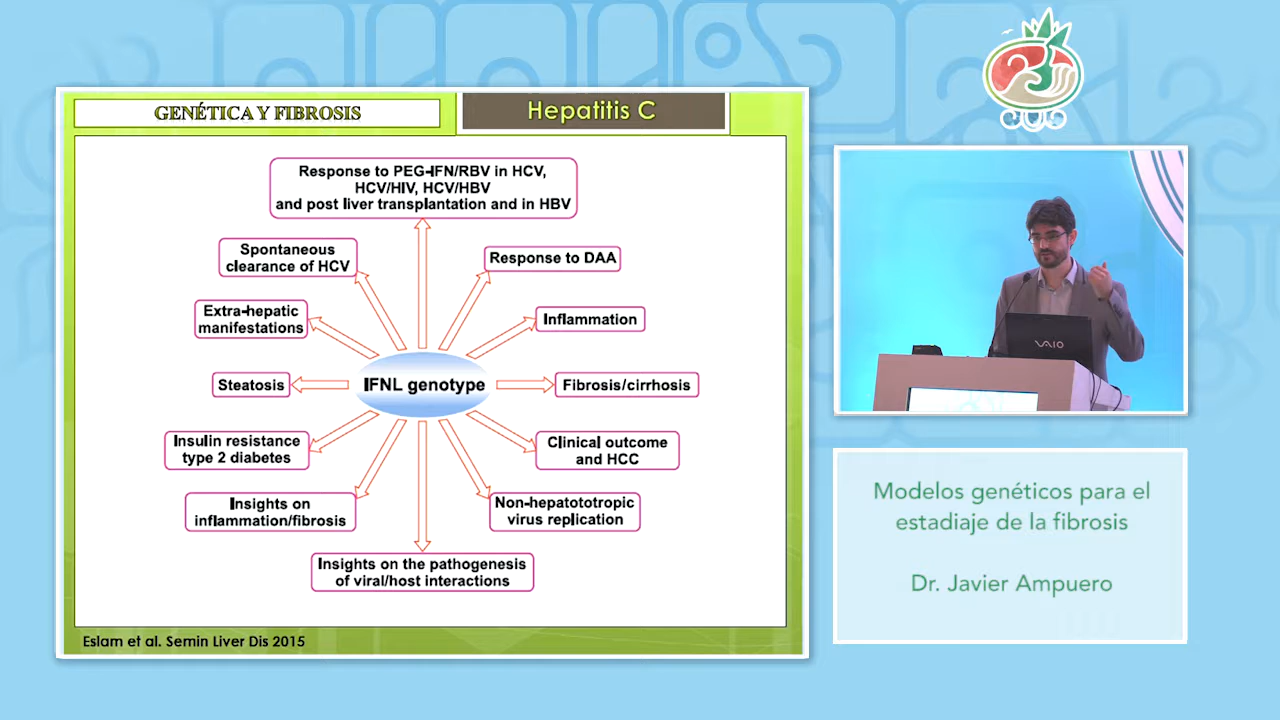 GENÉTICA Y FIBROSIS
Hepatitis C
Response to PEG-IFN/RBV in HCV,
HCV/HIV, HCV/HBV
and post liver transplantation and in HBV
Spontaneous
clearance of HCV
Response to DAA
Extra-hepatic
manifestations
Inflammation
Steatosis
IFNL genotype
Fibrosis/cirrhosis
Insulin resistance
type 2 diabetes
Clinical outcome
and HCC
Insights on
inflammation/fibrosis
Non-hepatototropic
virus replication
Insights on the pathogenesis
of viral/host interactions
Eslam et al. Semin Liver Dis 2015
VAIO
Modelos genéticos para el
estadiaje de la fibrosis
Dr. Javier Ampuero